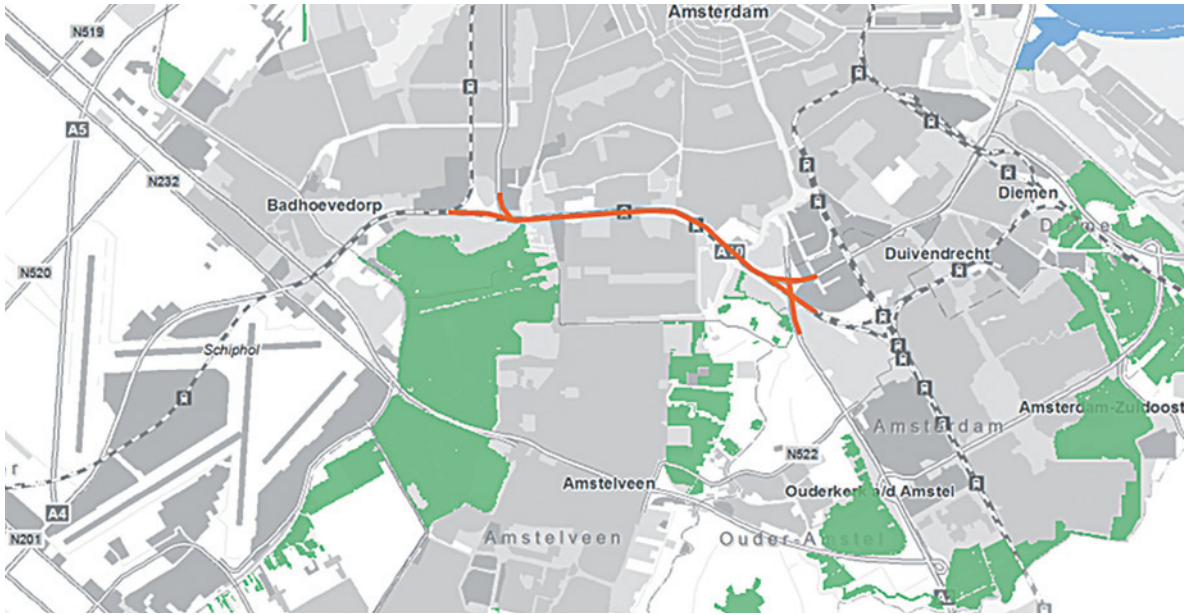 Amsterdam
N519
A5
N232
Badhoevedorp
Diemen
Duivendrecht
N520
Schiphol
Amsterdam-Zuidoost
Amsterdam
N522
Amstelveen
Ouderkerk a/d Amstel
A4
N201
Amstelveen
Ouder-Amstel